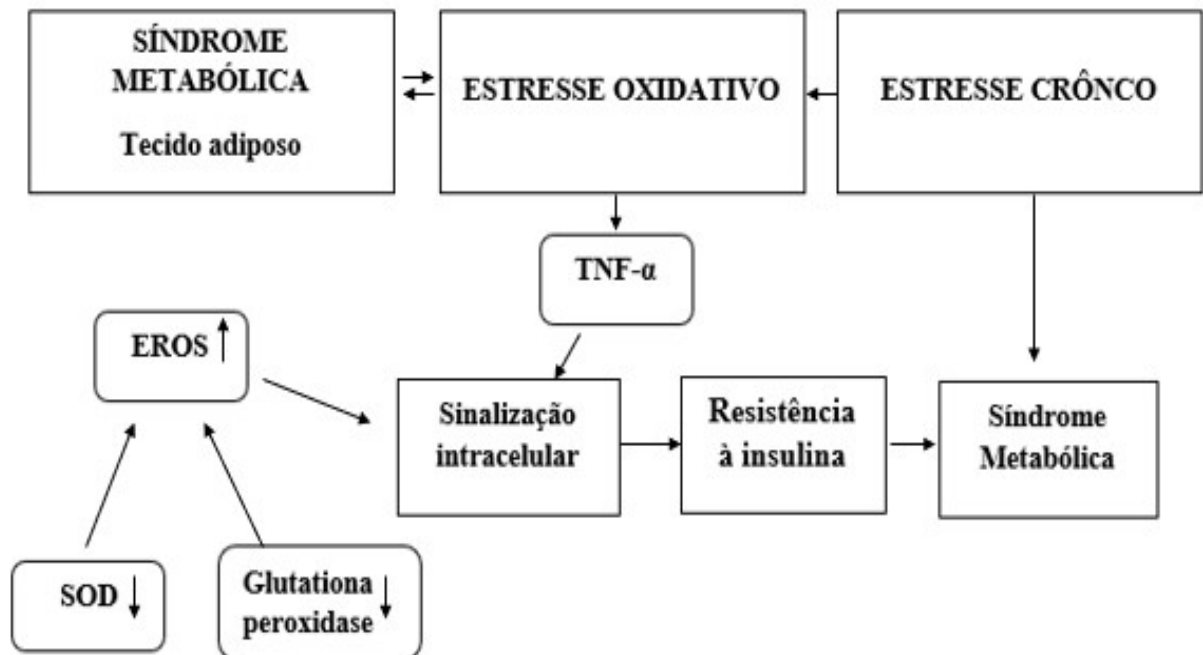 SÍNDROME
METABÓLICA
Tecido adiposo
ESTRESSE OXIDATIVO
ESTRESSE CRÔNCO
TNF-α
EROS
Sinalização
intracelular
Resistência
à insulina
Síndrome
Metabólica
SOD
Glutationa
peroxidase